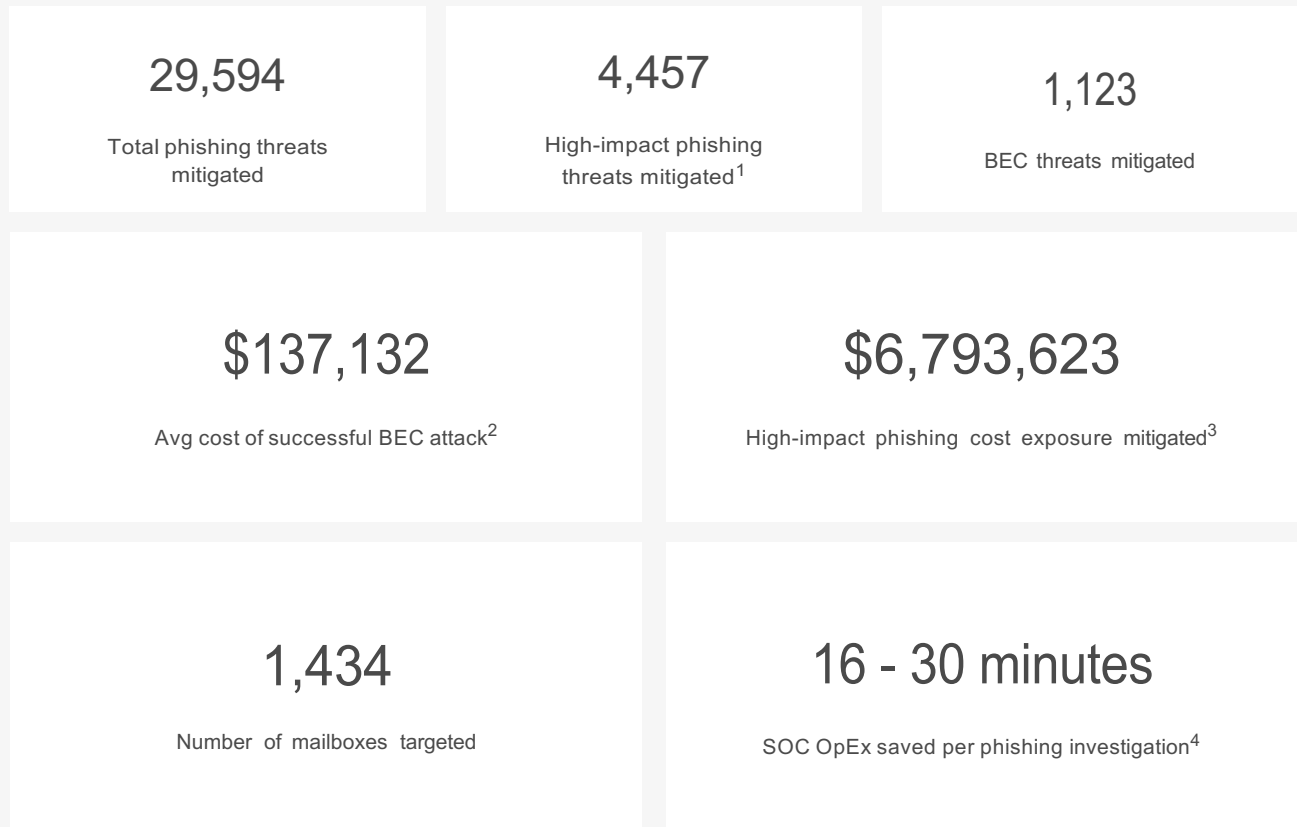 29,594
Total phishing threats
mitigated
4,457
High-impact phishing
threats mitigated1
1,123
BEC threats mitigated
$137,132
Avg cost of successful BEC attack2
$6,793,623
High-impact phishing cost exposure mitigated3
1,434
Number of mailboxes targeted
16 - 30 minutes
SOC OpEx saved per phishing investigation4